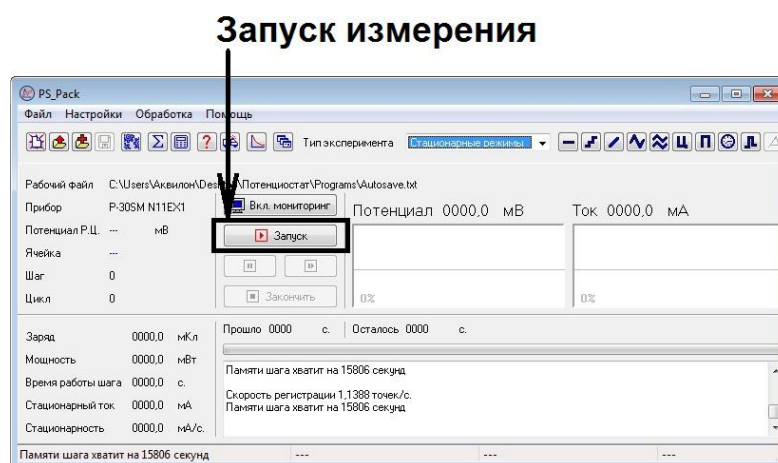 Запуск измерения
PS_Pack
Файл Настройки Обработка Помощь
Тип эксперимента Стационарные режимы
Рабочий файл C:\Users\Аквилон\Des \Потенциостат\Programs\Autosave.txt
Прибор P-30SM N11EX1
Вкл. мониторинг
Потенциал 0000,0 мВ
Ток 0000,0 мА
Потенциал Р.Ц. --- мВ
Запуск
Ячейка ---
Шаг 0
Цикл 0
Закончить
0%
0%
Заряд 0000,0 мКл
Прошло 0000 с.
Осталось 0000 с.
Мощность 0000,0 мВт
Время работы шага 0000,0 с.
Стационарный ток 0000,0 мА
Стационарность 0000,0 мА/с.
Памяти шага хватит на 15806 секунд
Скорость регистрации 1,1388 точек/с.
Памяти шага хватит на 15806 секунд
Памяти шага хватит на 15806 секунд --- --- ---